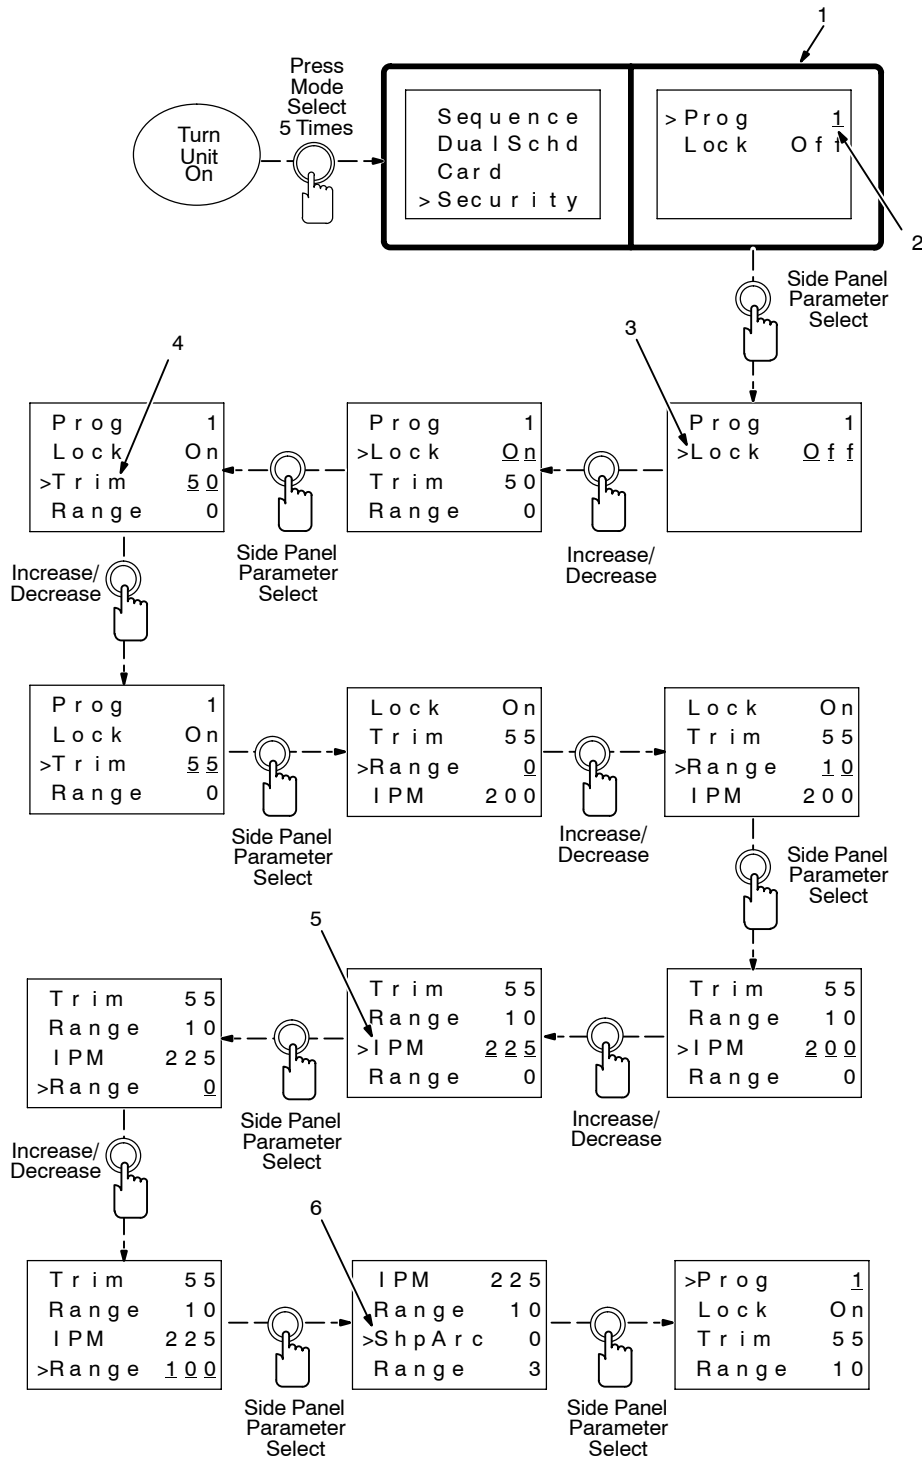 1
Press
Mode
Select
5 Times
Turn
Unit
On
Sequence
DualSchd
Card
>Security
>Prog 1
Lock Off
2
Side Panel
Parameter
Select
3
4
Prog 1
Lock On
>Trim 50
Range 0
Side Panel
Parameter
Select
Prog 1
>Lock On
Trim 50
Range 0
Increase/
Decrease
Prog 1
>Lock Off
Increase/
Decrease
Prog 1
Lock On
>Trim 55
Range 0
Side Panel
Parameter
Select
Lock On
Trim 55
>Range 0
IPM 200
Increase/
Decrease
Lock On
Trim 55
>Range 10
IPM 200
Side Panel
Parameter
Select
5
Trim 55
Range 10
IPM 225
>Range 0
Side Panel
Parameter
Select
Trim 55
Range 10
>IPM 225
Range 0
Increase/
Decrease
Trim 55
Range 10
>IPM 200
Range 0
Increase/
Decrease
6
Trim 55
Range 10
IPM 225
>Range 100
Side Panel
Parameter
Select
IPM 225
Range 10
>ShpArc 0
Range 3
Side Panel
Parameter
Select
>Prog 1
Lock On
Trim 55
Range 10